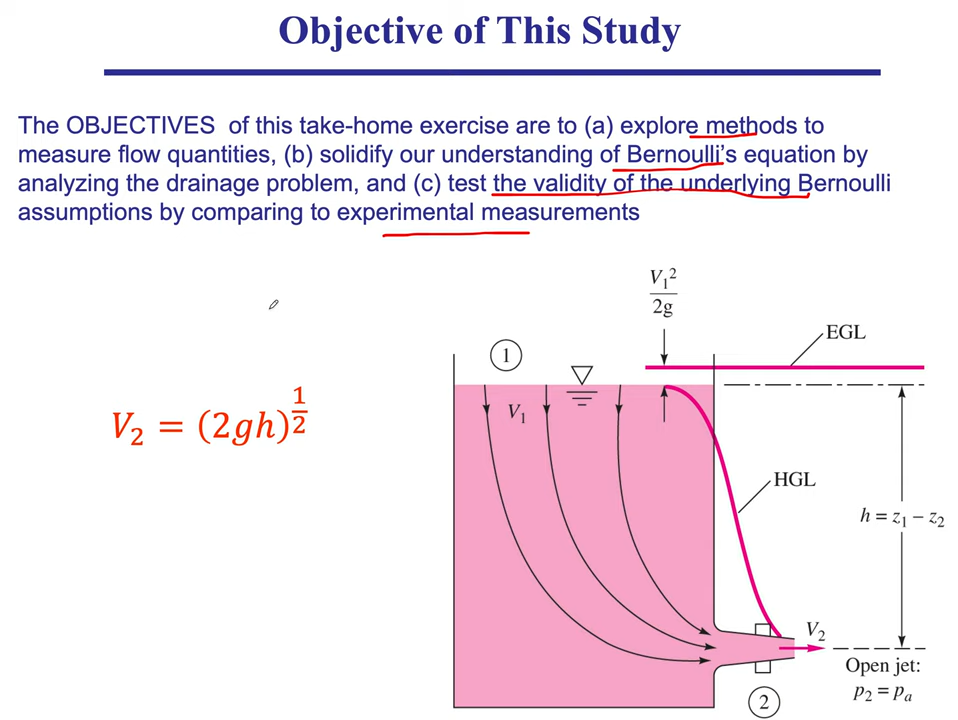 Objective of This Study
The OBJECTIVES of this take-home exercise are to (a) explore methods to
measure flow quantities, (b) solidify our understanding of Bernoulli's equation by
analyzing the drainage problem, and (c) test the validity of the underlying Bernoulli
assumptions by comparing to experimental measurements
V₁²
2g
EGL
1
V₁
V₂ = (2gh)^(1/2)
HGL
h = z₁ – z₂
V₂
Open jet:
p₂ = pₐ
2